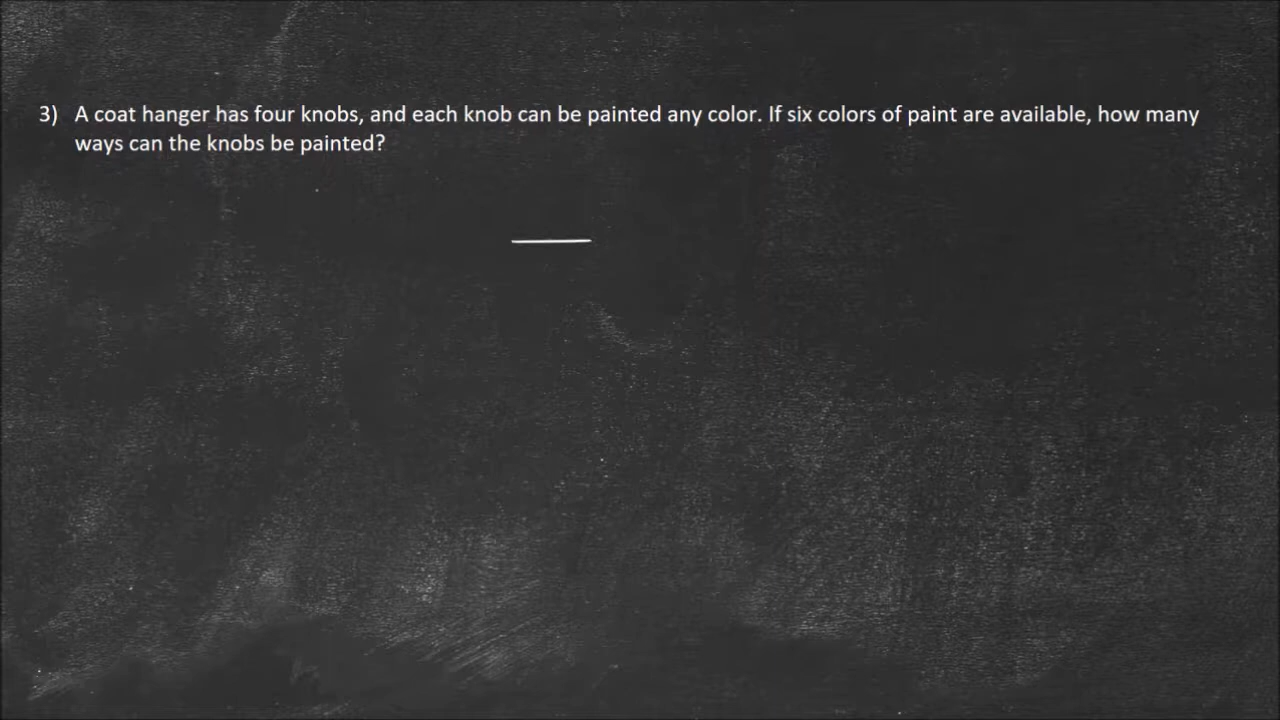 3) A coat hanger has four knobs, and each knob can be painted any color. If six colors of paint are available, how many
ways can the knobs be painted?